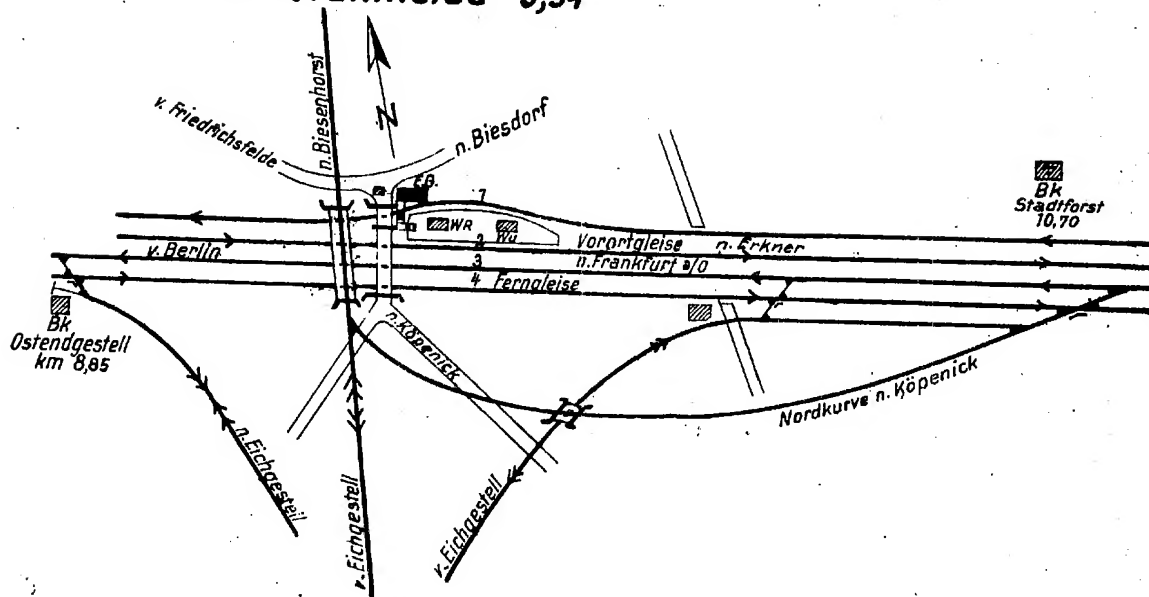 n. Biesenhorst
N
v. Friedrichsfelde
n. Biesdorf
E.G.
1
WR
Wu
Bk
Stadtforst
10,70
2
Vorortgleise n. Erkner
v. Berlin
3
n. Frankfurt a/O
4 Ferngleise
Bk
Ostendgestell
km 8,85
n. Köpenick
Nordkurve n. Köpenick
n. Eichgestell
v. Eichgestell
v. Eichgestell